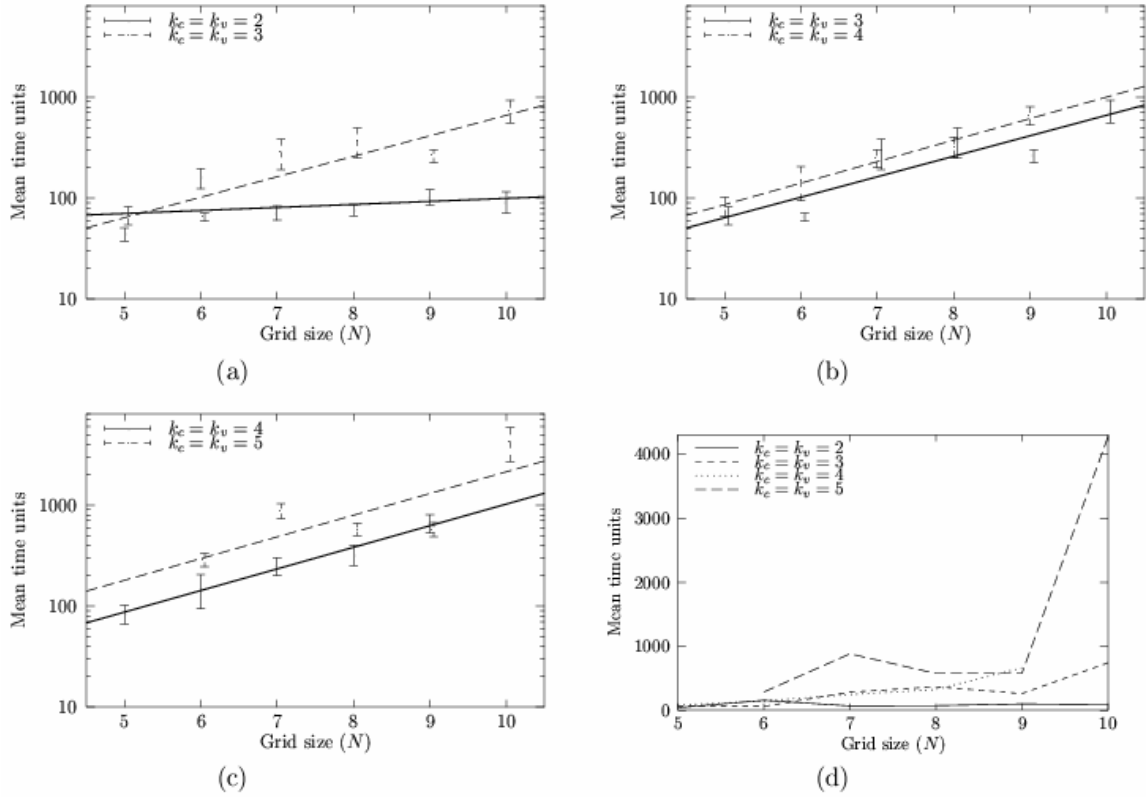 k_c = k_v = 2
k_c = k_v = 3
1000
100
10
Mean time units
5 6 7 8 9 10
Grid size (N)
(a)
k_c = k_v = 3
k_c = k_v = 4
1000
100
10
Mean time units
5 6 7 8 9 10
Grid size (N)
(b)
k_c = k_v = 4
k_c = k_v = 5
1000
100
10
Mean time units
5 6 7 8 9 10
Grid size (N)
(c)
k_c = k_v = 2
k_c = k_v = 3
k_c = k_v = 4
k_c = k_v = 5
4000
3000
2000
1000
0
Mean time units
5 6 7 8 9 10
Grid size (N)
(d)